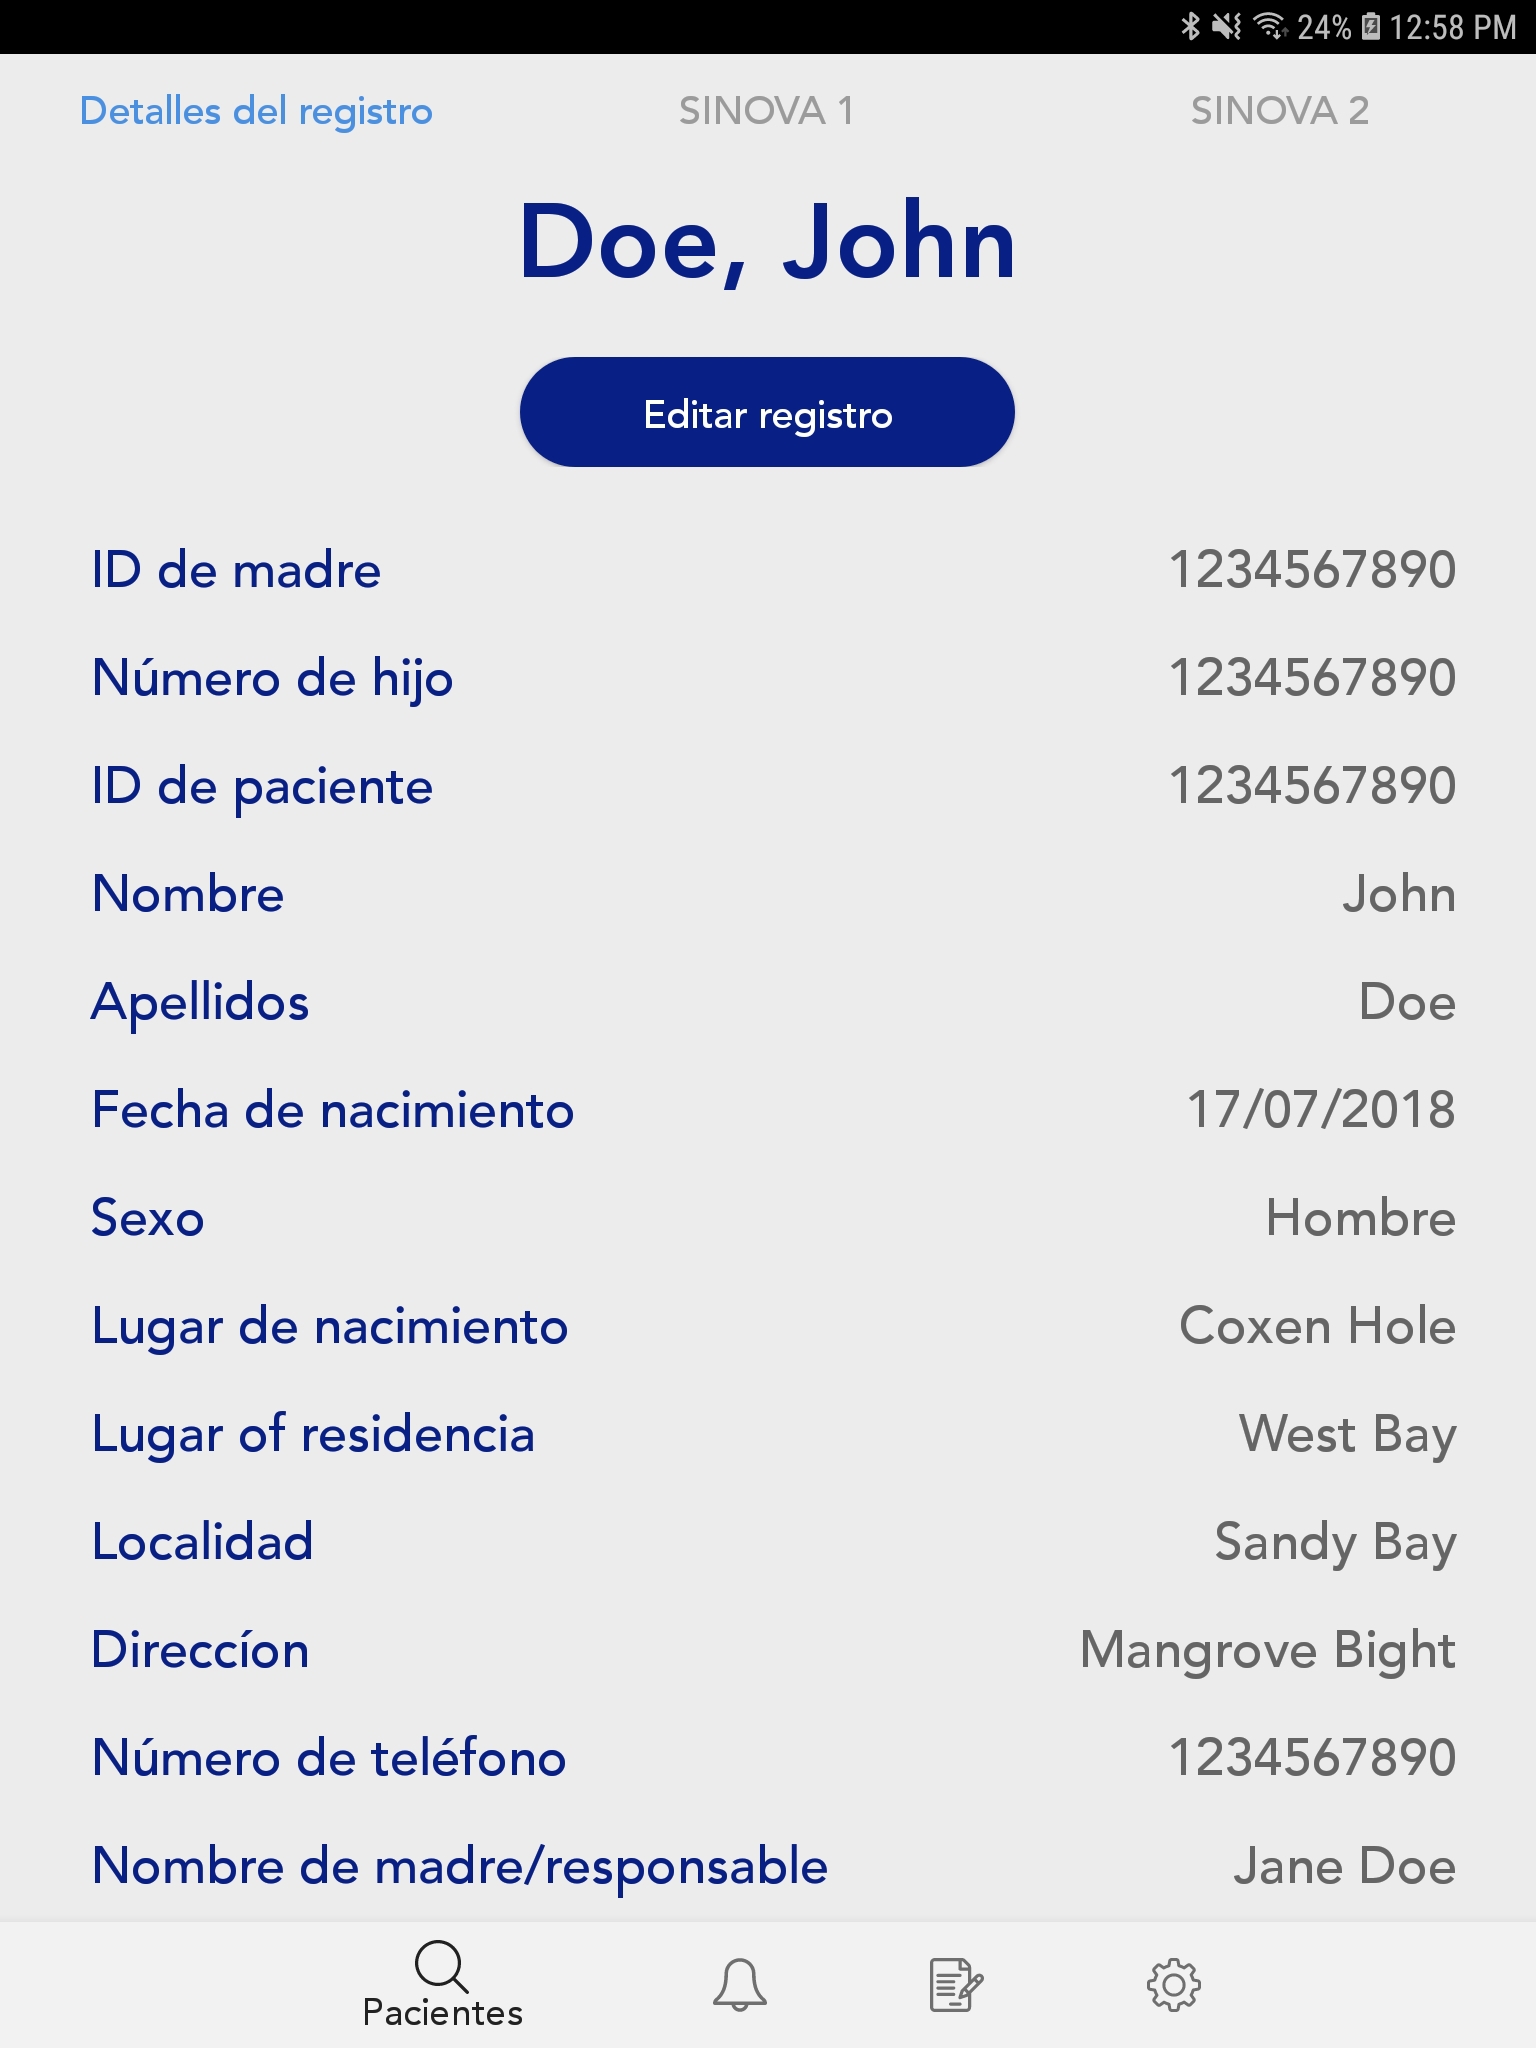 24% 12:58 PM
Detalles del registro SINOVA 1 SINOVA 2
Doe, John
Editar registro
ID de madre 1234567890
Número de hijo 1234567890
ID de paciente 1234567890
Nombre John
Apellidos Doe
Fecha de nacimiento 17/07/2018
Sexo Hombre
Lugar de nacimiento Coxen Hole
Lugar of residencia West Bay
Localidad Sandy Bay
Direccíon Mangrove Bight
Número de teléfono 1234567890
Nombre de madre/responsable Jane Doe
Pacientes